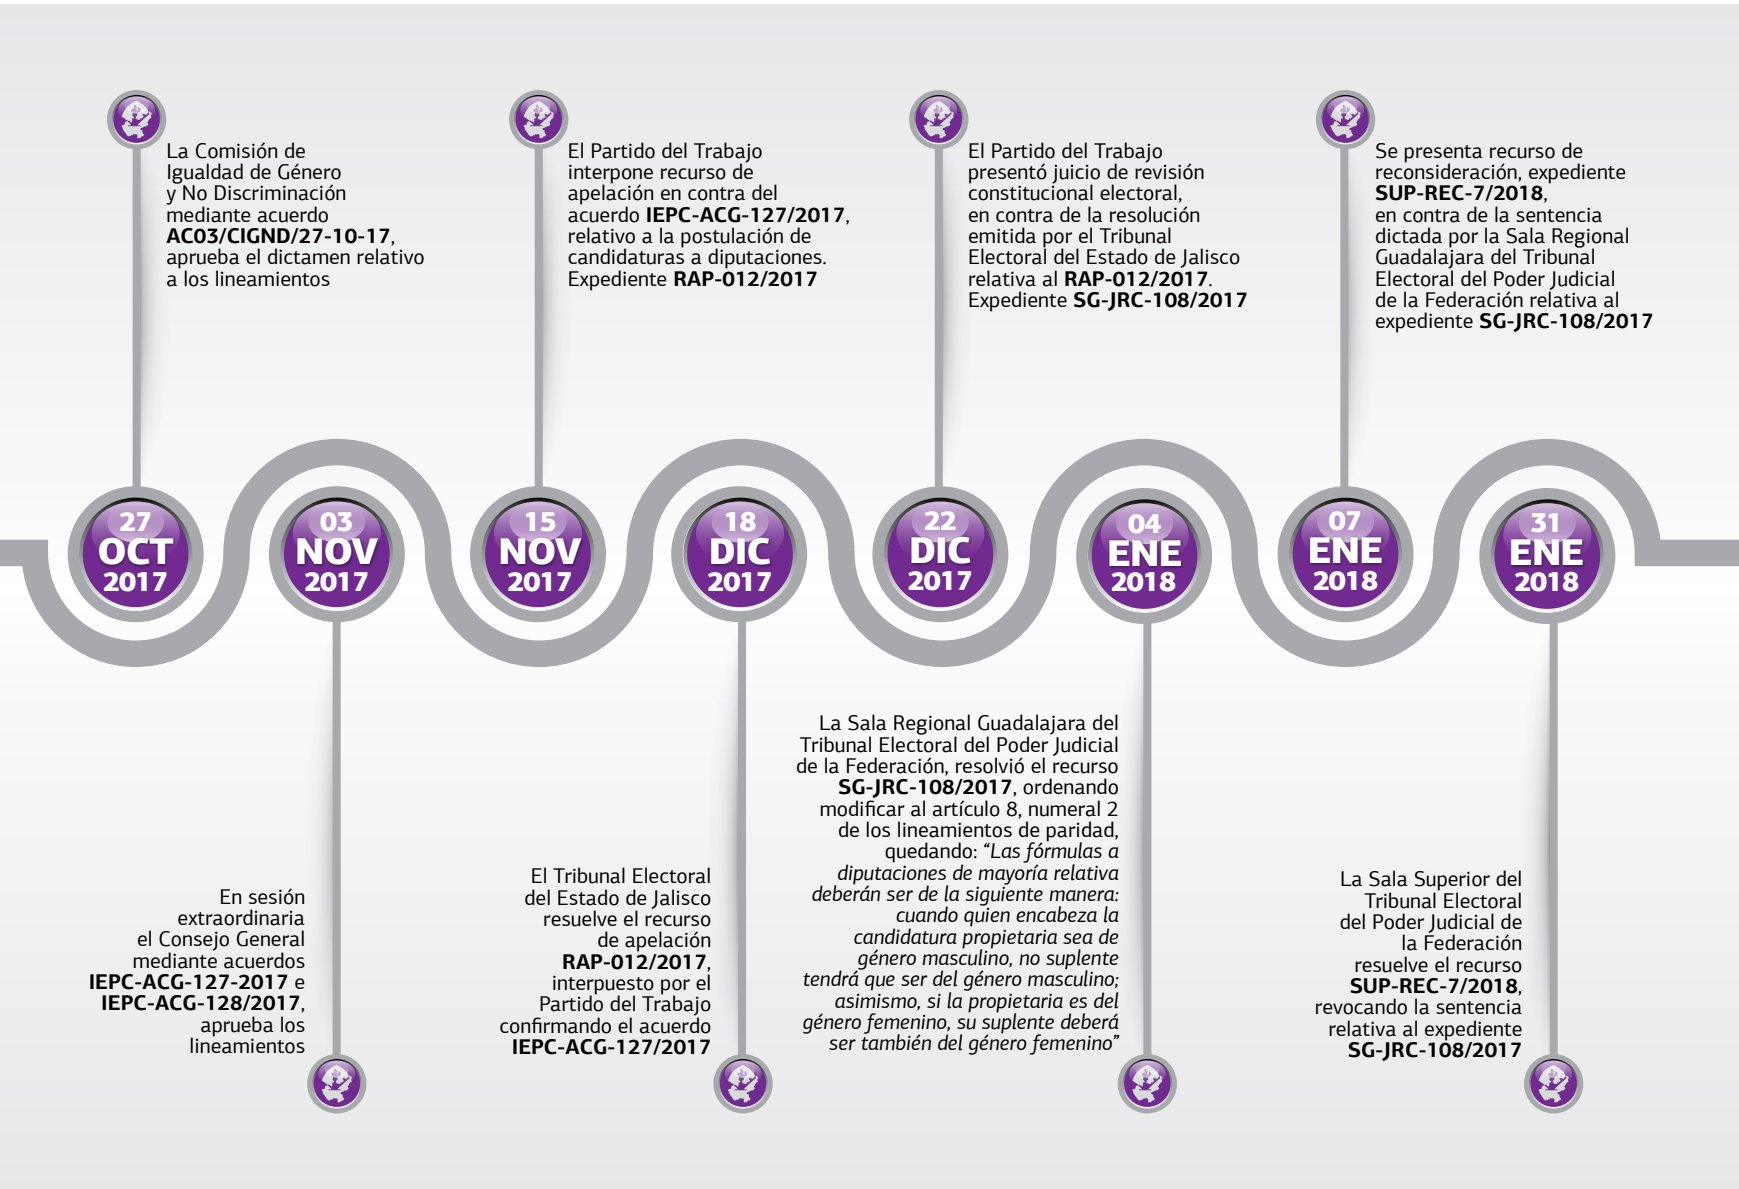 La Comisión de
Igualdad de Género
y No Discriminación
mediante acuerdo
AC03/CIGND/27-10-17,
aprueba el dictamen relativo
a los lineamientos
El Partido del Trabajo
interpone recurso de
apelación en contra del
acuerdo IEPC-ACG-127/2017,
relativo a la postulación de
candidaturas a diputaciones.
Expediente RAP-012/2017
El Partido del Trabajo
presentó juicio de revisión
constitucional electoral,
en contra de la resolución
emitida por el Tribunal
Electoral del Estado de Jalisco
relativa al RAP-012/2017.
Expediente SG-JRC-108/2017
Se presenta recurso de
reconsideración, expediente
SUP-REC-7/2018,
en contra de la sentencia
dictada por la Sala Regional
Guadalajara del Tribunal
Electoral del Poder Judicial
de la Federación relativa al
expediente SG-JRC-108/2017
27
OCT
2017
03
NOV
2017
15
NOV
2017
18
DIC
2017
22
DIC
2017
04
ENE
2018
07
ENE
2018
31
ENE
2018
En sesión
extraordinaria
el Consejo General
mediante acuerdos
IEPC-ACG-127-2017 e
IEPC-ACG-128/2017,
aprueba los
lineamientos
El Tribunal Electoral
del Estado de Jalisco
resuelve el recurso
de apelación
RAP-012/2017,
interpuesto por el
Partido del Trabajo
confirmando el acuerdo
IEPC-ACG-127/2017
La Sala Regional Guadalajara del
Tribunal Electoral del Poder Judicial
de la Federación, resolvió el recurso
SG-JRC-108/2017, ordenando
modificar al artículo 8, numeral 2
de los lineamientos de paridad,
quedando: “Las fórmulas a
diputaciones de mayoría relativa
deberán ser de la siguiente manera:
cuando quien encabeza la
candidatura propietaria sea de
género masculino, no suplente
tendrá que ser del género masculino;
asimismo, si la propietaria es del
género femenino, su suplente deberá
ser también del género femenino”
La Sala Superior del
Tribunal Electoral
del Poder Judicial de
la Federación
resuelve el recurso
SUP-REC-7/2018,
revocando la sentencia
relativa al expediente
SG-JRC-108/2017